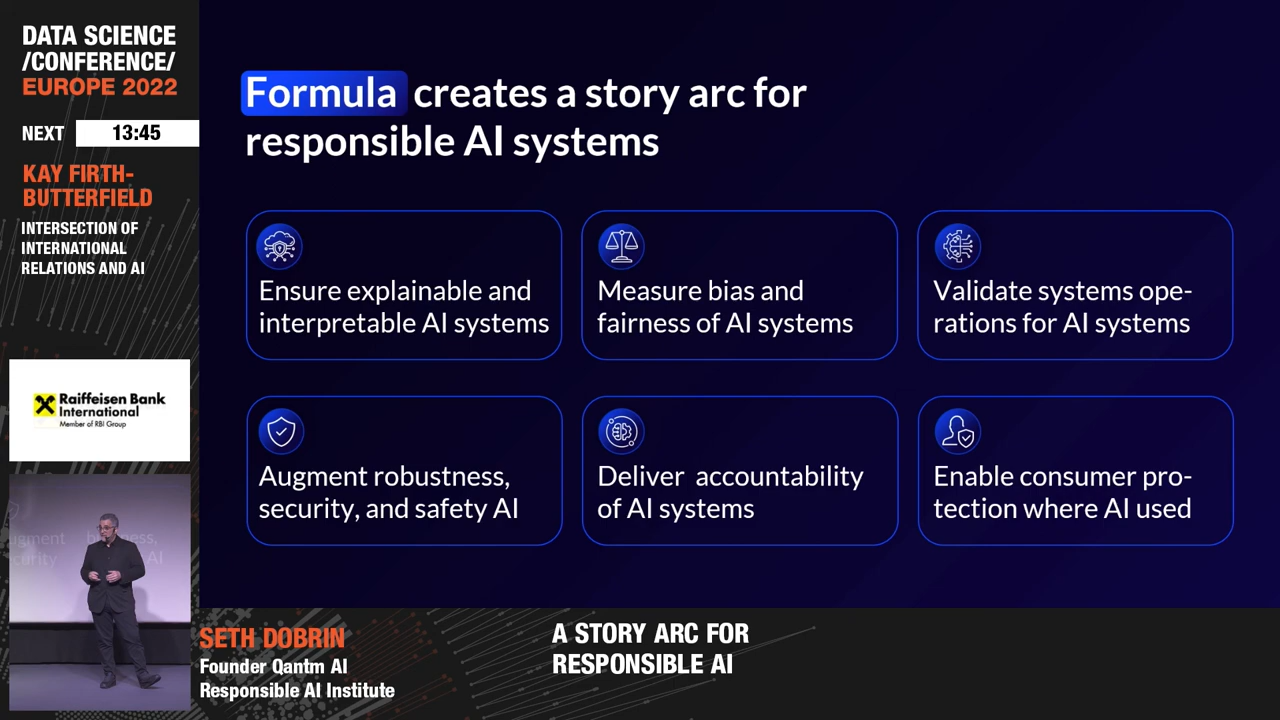 DATA SCIENCE
/CONFERENCE/
EUROPE 2022
NEXT 13:45
KAY FIRTH-
BUTTERFIELD
INTERSECTION OF
INTERNATIONAL
RELATIONS AND AI
Raiffeisen Bank
International
Member of RBI Group
Formula creates a story arc for
responsible AI systems
Ensure explainable and
interpretable AI systems
Measure bias and
fairness of AI systems
Validate systems ope-
rations for AI systems
Augment robustness,
security, and safety AI
Deliver accountability
of AI systems
Enable consumer pro-
tection where AI used
SETH DOBRIN
Founder Qantm AI
Responsible AI Institute
A STORY ARC FOR
RESPONSIBLE AI